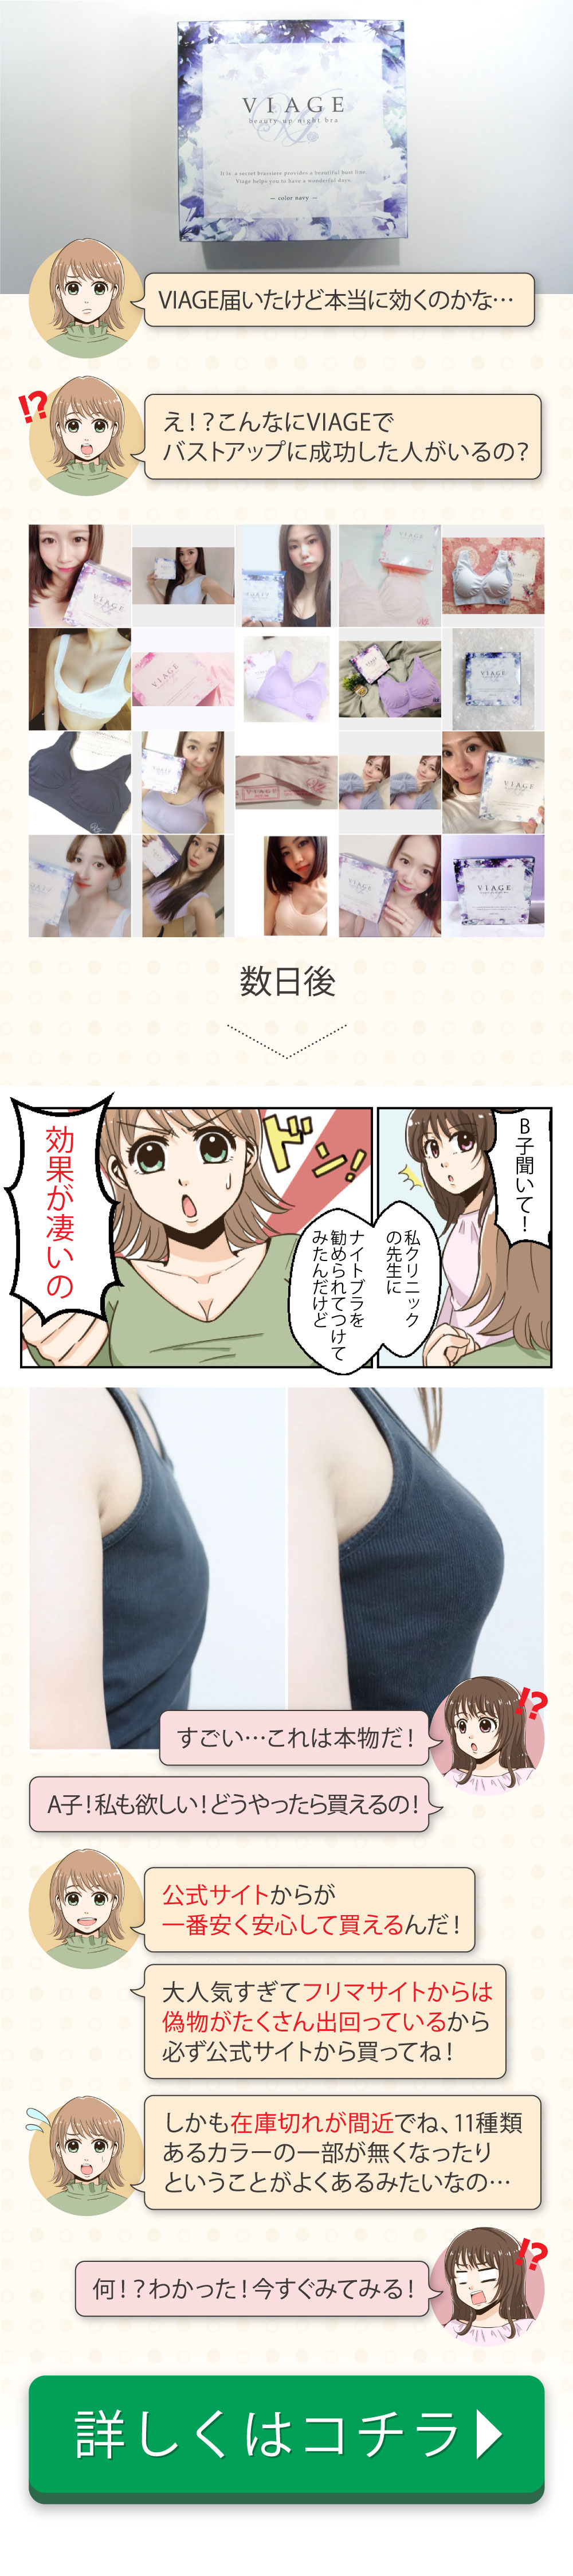 VIAGE
beauty up night bra
It is a secret brassiere provides a beautiful bust line.
Viage helps you to have a wonderful days.
— color navy —
VIAGE届いたけど本当に効くのかな…
!?
え！？こんなにVIAGEで
バストアップに成功した人がいるの？
VIAGE
VIAGE
VIAGE
VIAGE
VIAGE
VIAGE
数日後
B子聞いて！
私クリニック
の先生に
ナイトブラを
勧められてつけて
みたんだけど
ドン！
効果が凄いの
!?
すごい…これは本物だ！
A子！私も欲しい！どうやったら買えるの！
公式サイトからが
一番安く安心して買えるんだ！
大人気すぎてフリマサイトからは
偽物がたくさん出回っているから
必ず公式サイトから買ってね！
しかも在庫切れが間近でね、11種類
あるカラーの一部が無くなったり
ということがよくあるみたいなの…
!?
何！？わかった！今すぐみてみる！
詳しくはコチラ